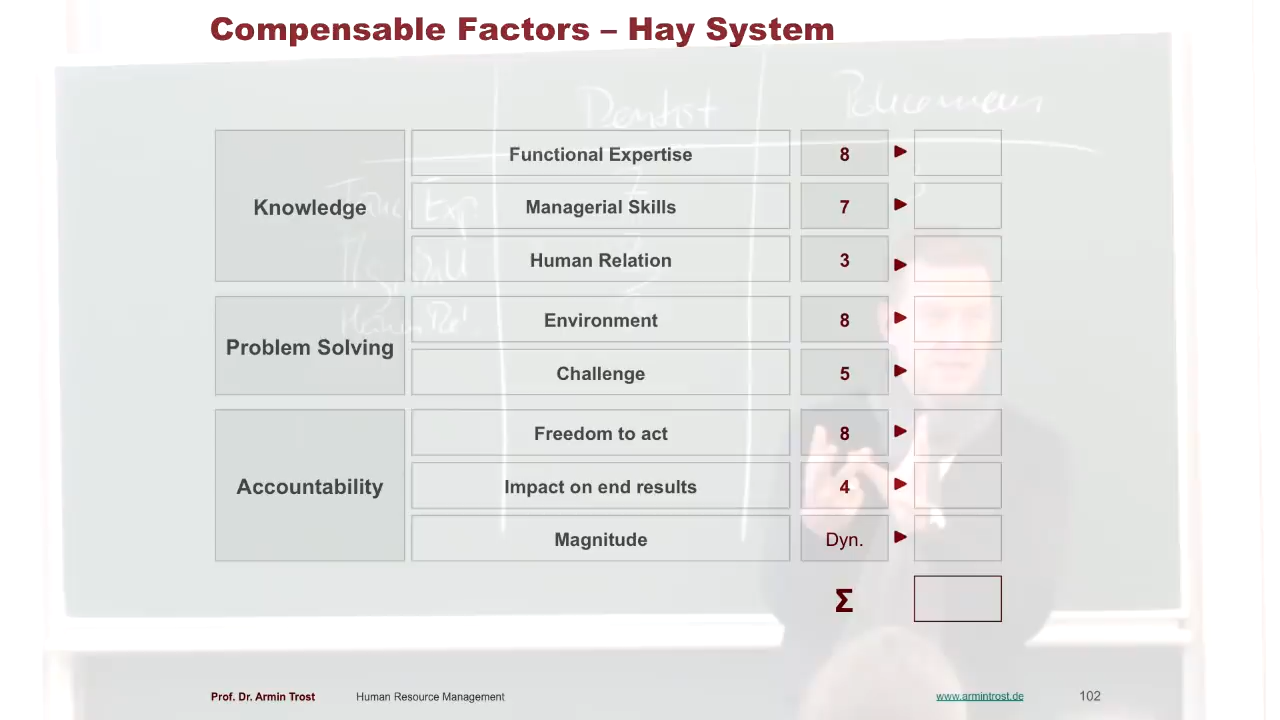 Compensable Factors – Hay System
Dentist
Policeman
Knowledge
Functional Expertise
8
Managerial Skills
7
Human Relation
3
Problem Solving
Environment
8
Challenge
5
Accountability
Freedom to act
8
Impact on end results
4
Magnitude
Dyn.
Σ
Prof. Dr. Armin Trost
Human Resource Management
www.armintrost.de
102